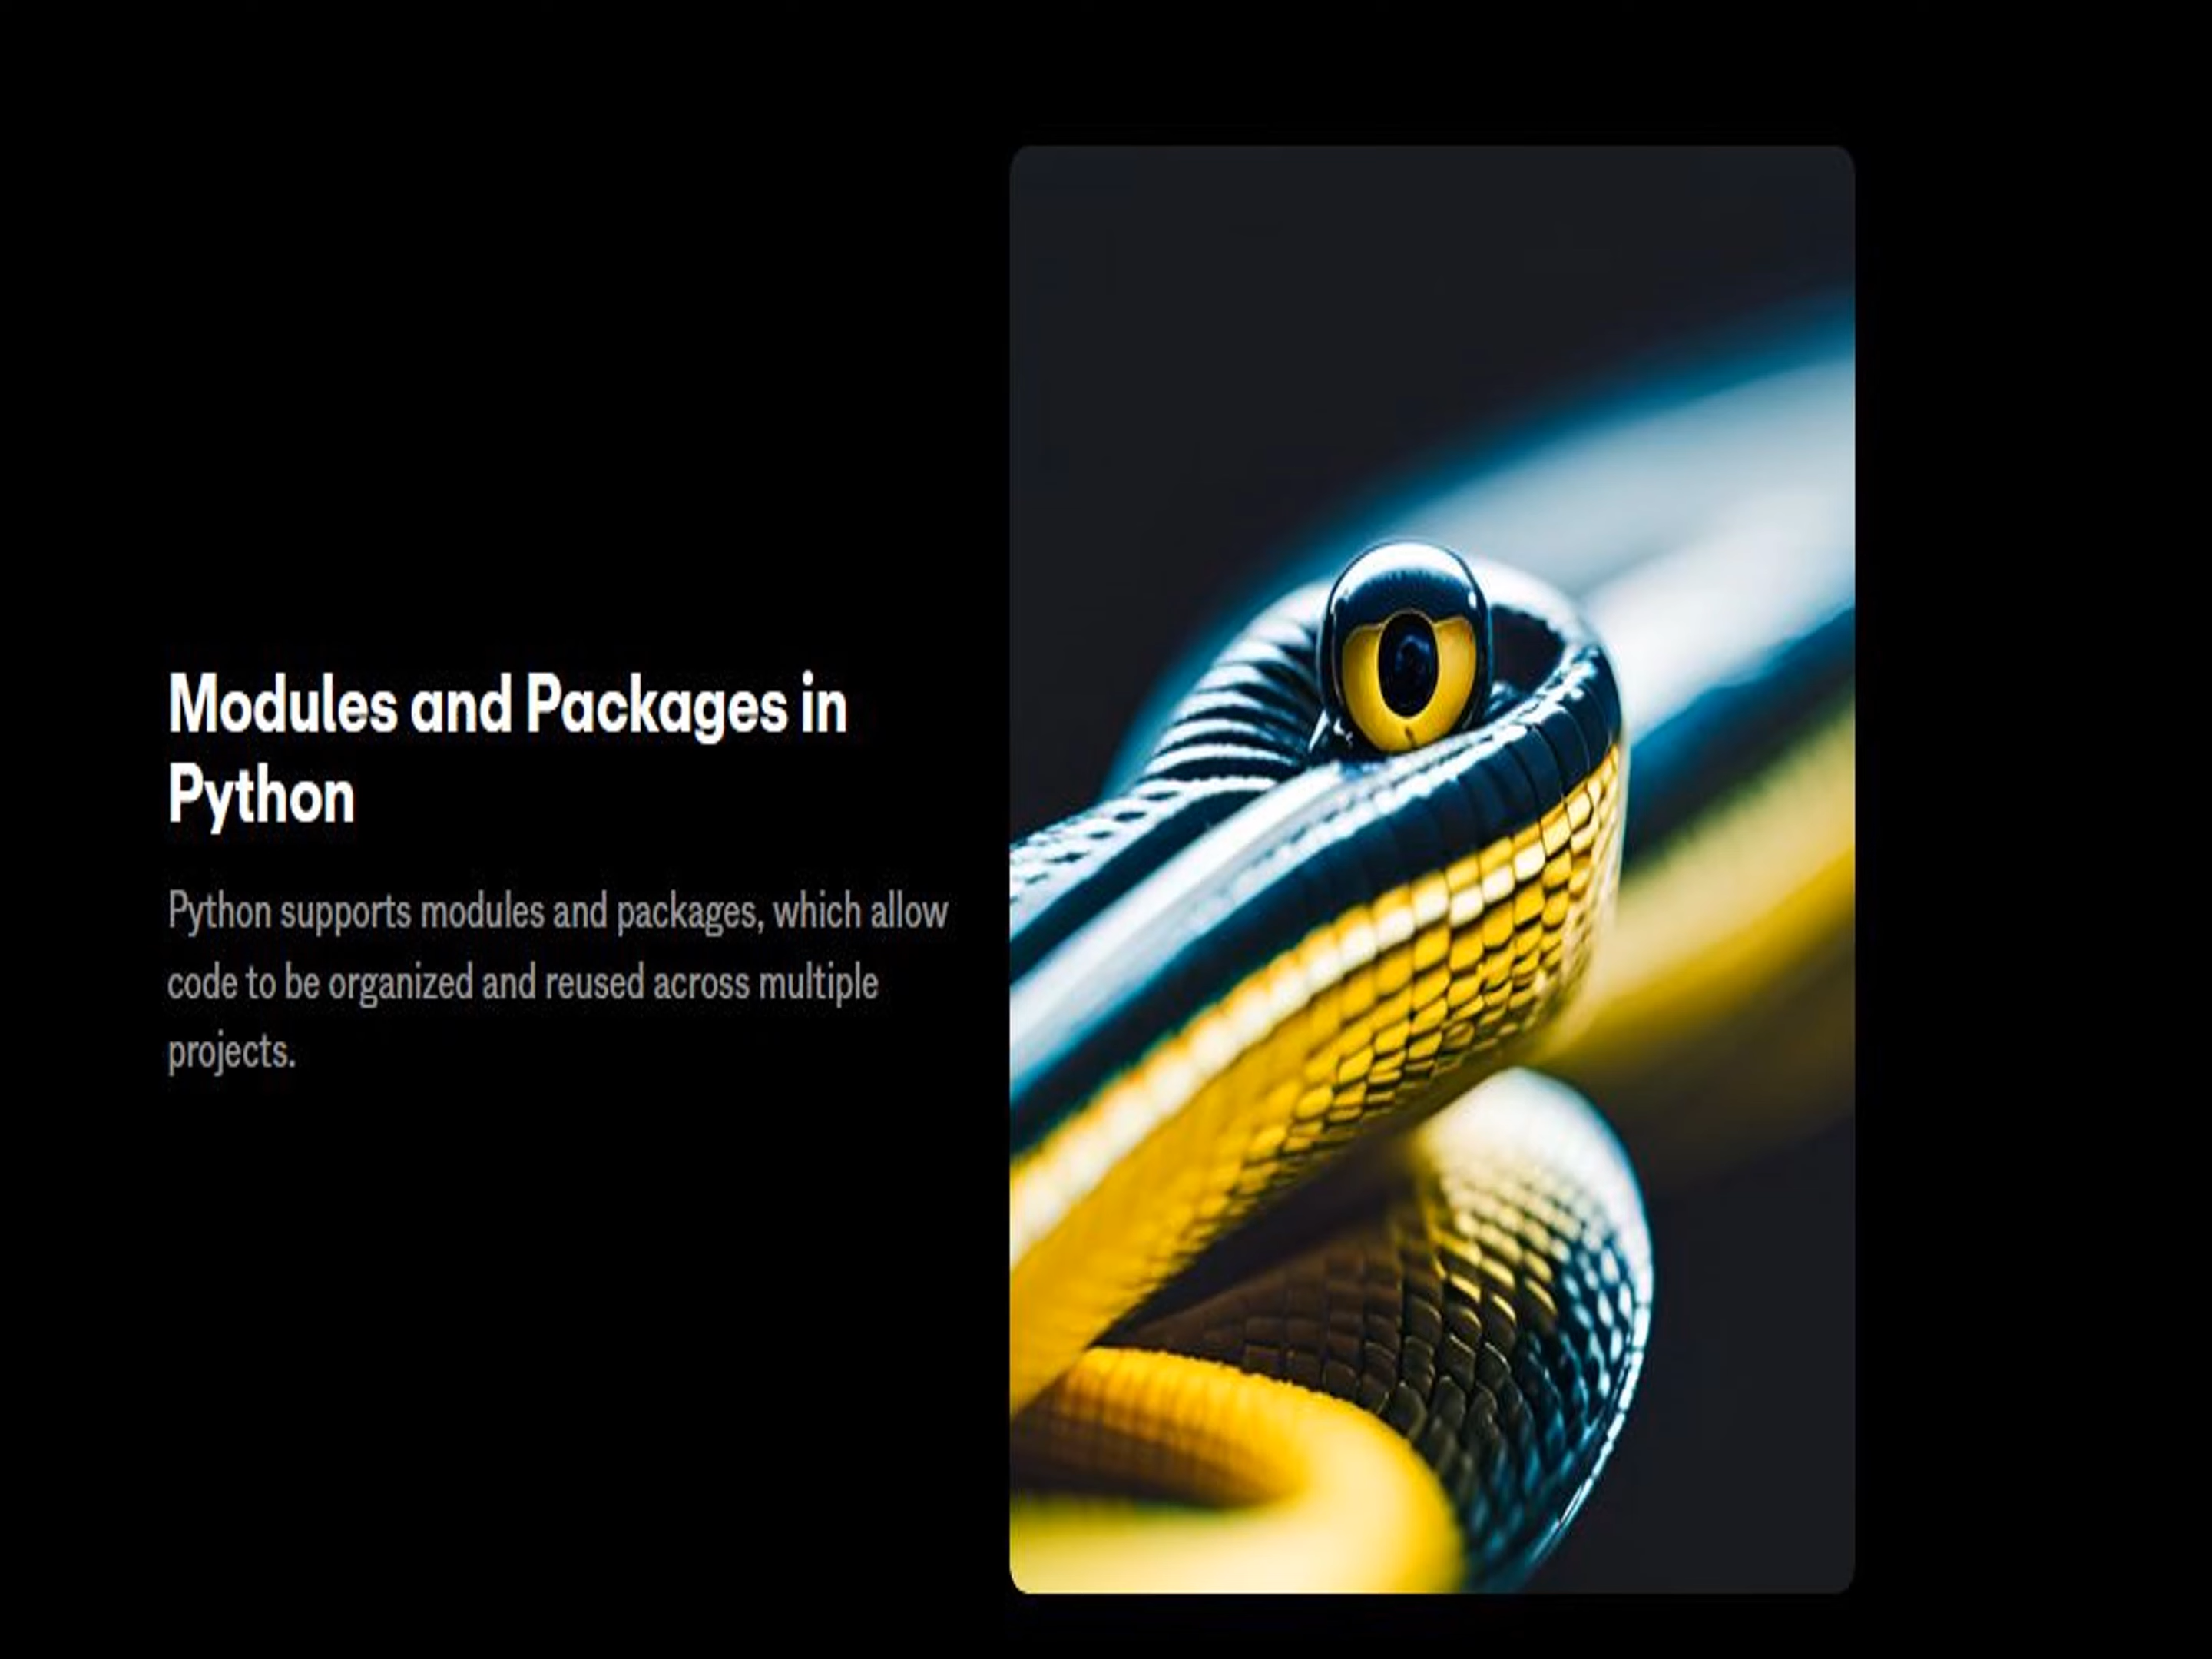 Modules and Packages in
Python
Python supports modules and packages, which allow
code to be organized and reused across multiple
projects.